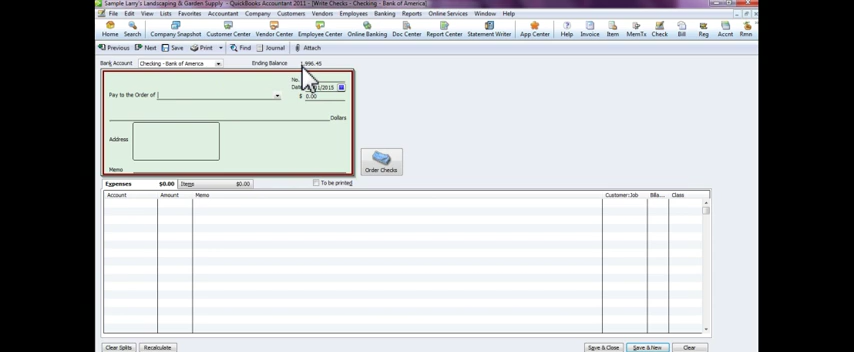 Sample Larry's Landscaping & Garden Supply - QuickBooks Accountant 2011 - [Write Checks - Checking - Bank of America]
File Edit View Lists Favorites Accountant Company Customers Vendors Employees Banking Reports Online Services Window Help
Home Search Company Snapshot Customer Center Vendor Center Employee Center Online Banking Doc Center Report Center Statement Writer App Center Help Invoice Item MemTx Check Bill Reg Accnt Rmn
Previous Next Save Print Find Journal Attach
Bank Account Checking - Bank of America Ending Balance 1,996.45
No.
Date /2015
Pay to the Order of $ 0.00
Dollars
Address
Memo
Order Checks
Expenses $0.00 Items $0.00 To be printed
Account Amount Memo Customer:Job Billa... Class
Clear Splits Recalculate Save & Close Save & New Clear